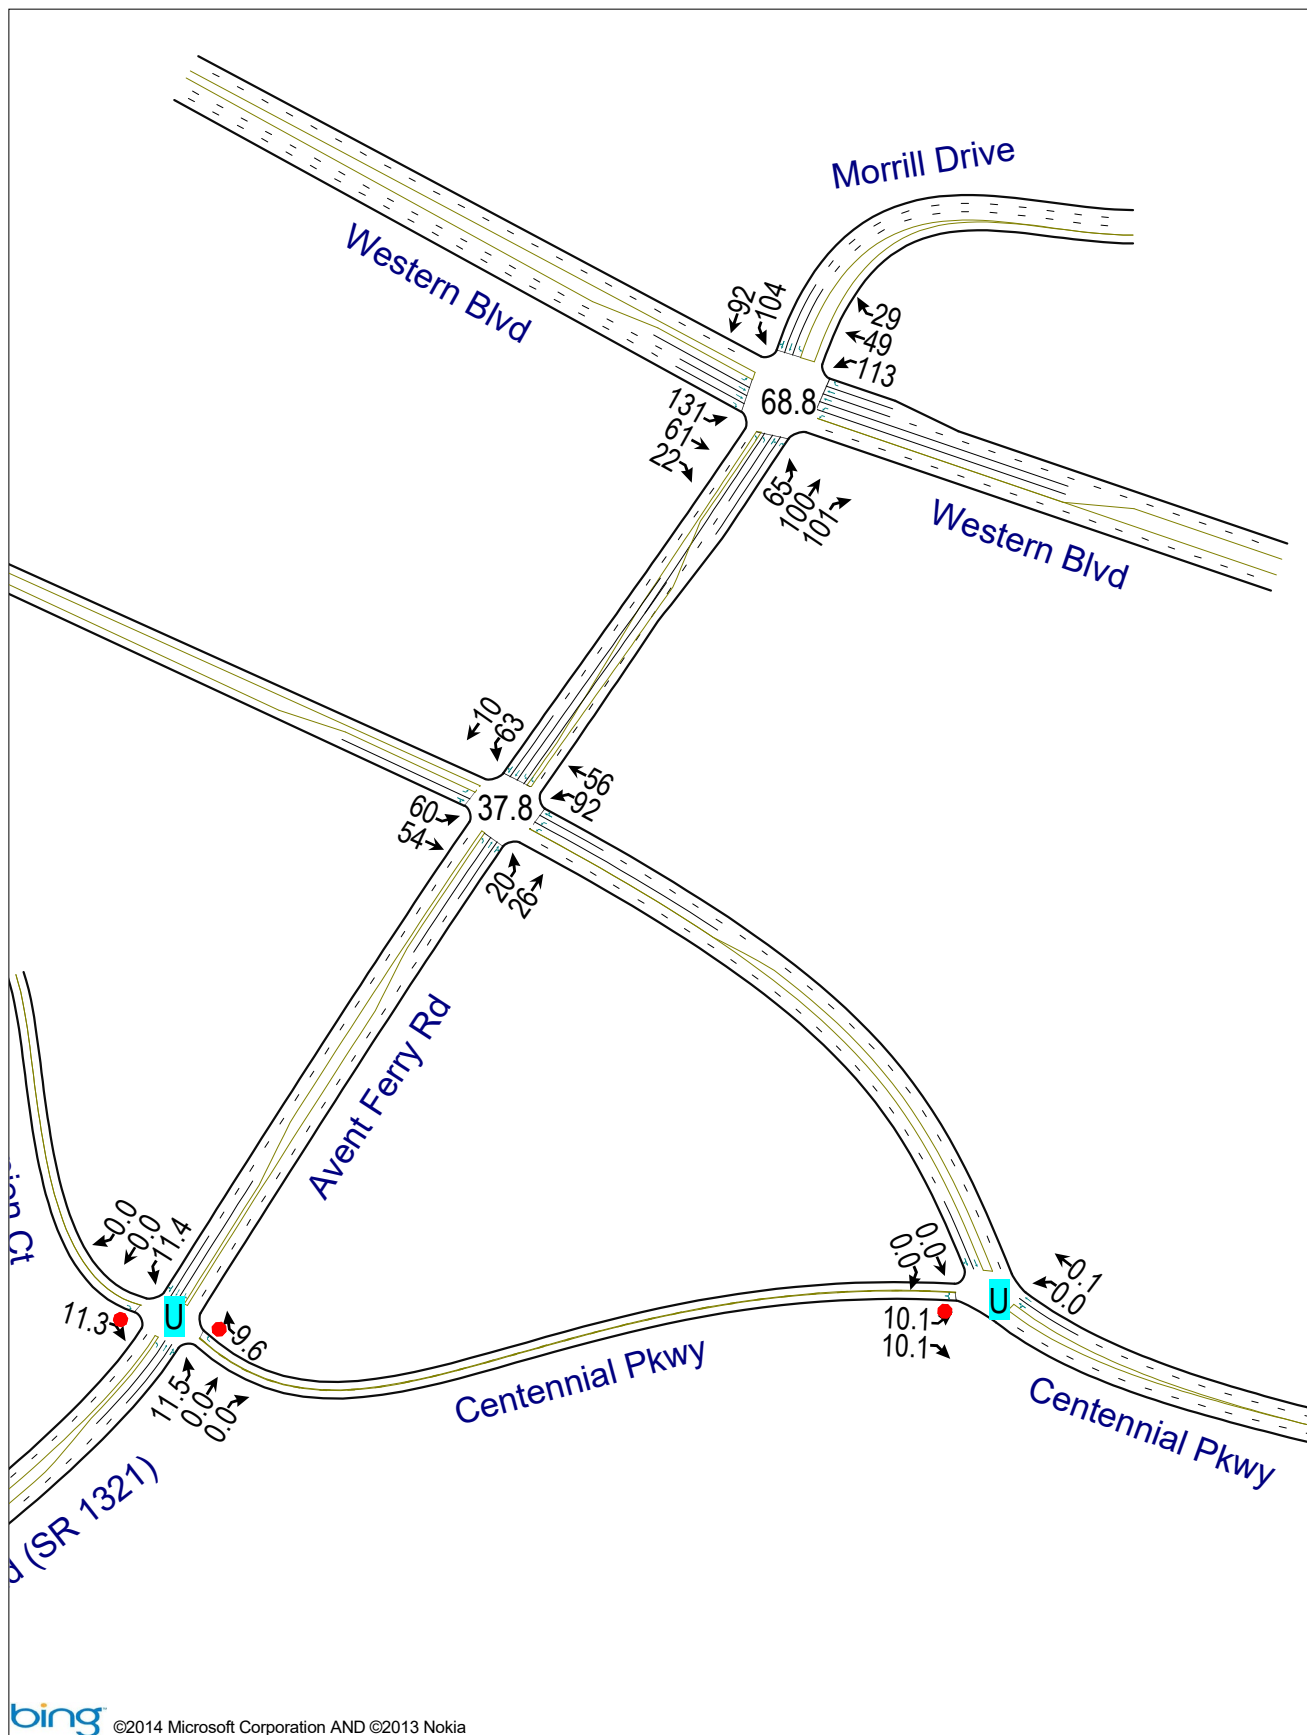 Morrill Drive
Western Blvd
92
104
29
49
113
68.8
131
61
22
65
100
101
Western Blvd
10
63
56
92
37.8
60
54
20
26
Avent Ferry Rd
0.0
0.0
11.4
Ct
11.3
U
9.6
11.5
0.0
0.0
0.0
0.0
0.1
0.0
U
10.1
10.1
Centennial Pkwy
Centennial Pkwy
(SR 1321)
bing
©2014 Microsoft Corporation AND ©2013 Nokia